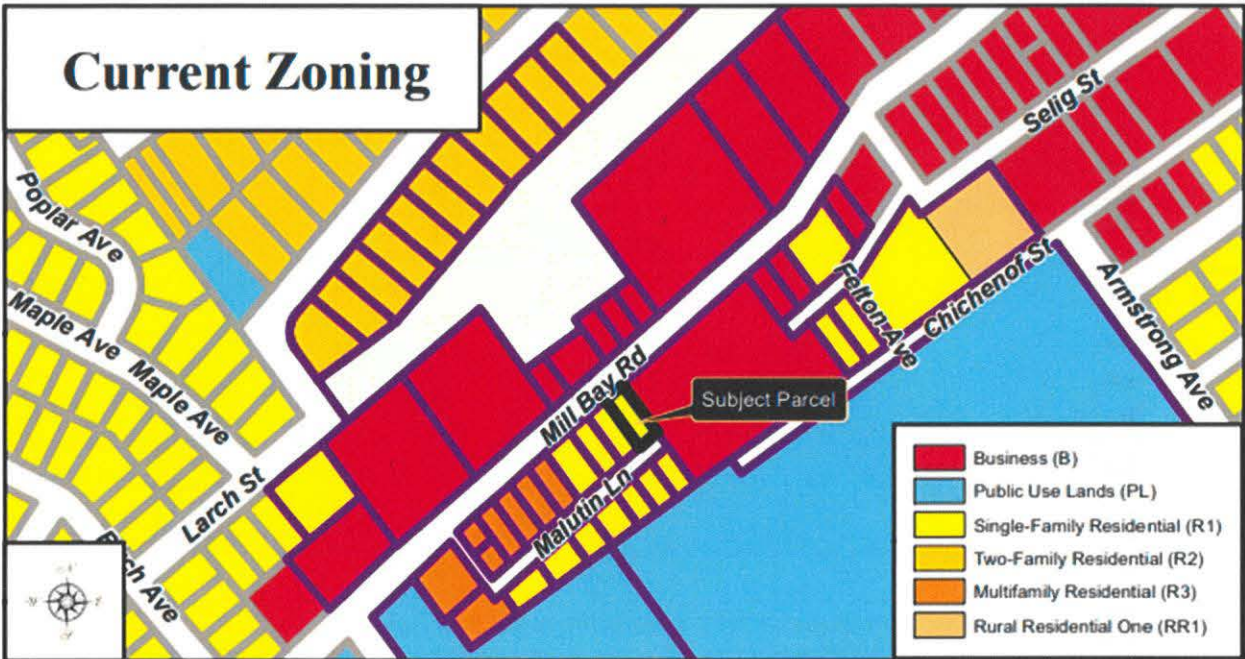 Current Zoning
Selig St
Poplar Ave
Maple Ave
Maple Ave
Felton Ave
Chichenof St
Armstrong Ave
Mill Bay Rd
Subject Parcel
Malutin Ln
Larch St
Business (B)
Public Use Lands (PL)
Single-Family Residential (R1)
Two-Family Residential (R2)
Multifamily Residential (R3)
Rural Residential One (RR1)